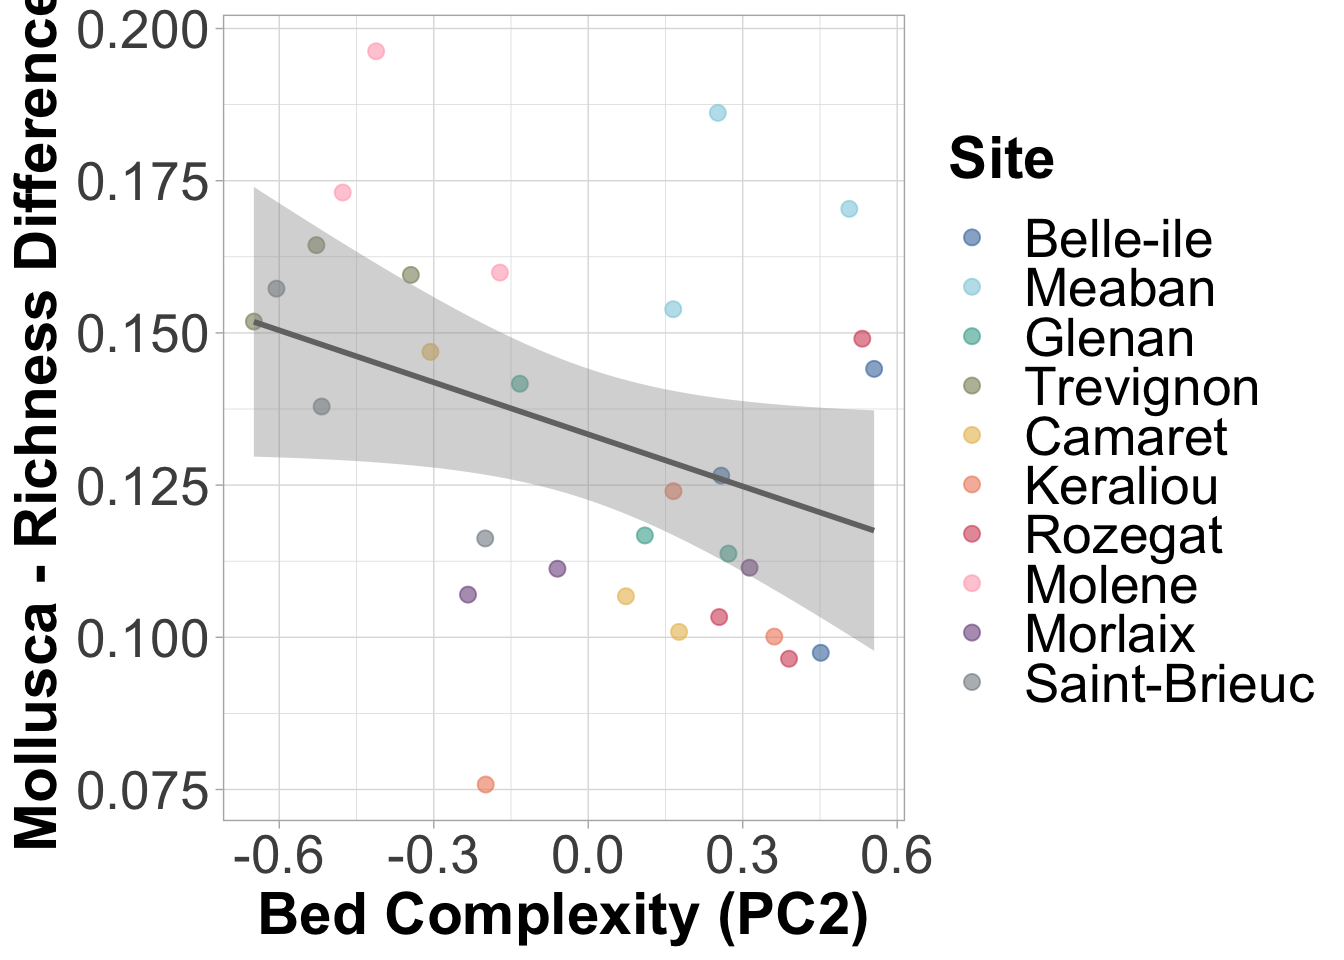 Mollusca - Richness Difference
0.200
0.175
0.150
0.125
0.100
0.075
-0.6 -0.3 0.0 0.3 0.6
Bed Complexity (PC2)
Site
Belle-ile
Meaban
Glenan
Trevignon
Camaret
Keraliou
Rozegat
Molene
Morlaix
Saint-Brieuc